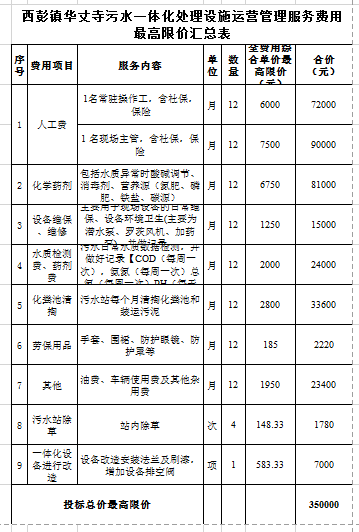 西彭镇华丈寺污水一体化处理设施运营管理服务费用
最高限价汇总表
序号 费用项目 服务内容 单位 数量 全费用综合单价最高限价（元） 合价（元）
1 人工费 1名常驻操作工，含社保，保险 月 12 6000 72000
1 名现场主管，含社保，保险 月 12 7500 90000
2 化学药剂 包括水质异常时酸碱调节、消毒剂、营养源（氮肥、磷肥、铁盐、碳源） 月 12 6750 81000
3 设备维保、维修 主要用于现场设备的日常维保、设备环境卫生(主要为潜水泵、罗茨风机、加药 月 12 1250 15000
4 水质检测费、药剂费 污水日常水质数据检测，并做好记录【COD（每周一次），氨氮（每周一次）总 月 12 2000 24000
5 化粪池清掏 污水站每个月清掏化粪池和装运污泥 月 12 2800 33600
6 劳保用品 手套、围裙、防护眼镜、防护罩等 月 12 185 2220
7 其他 油费、车辆使用费及其他杂用费 月 12 1950 23400
8 污水站除草 站内除草 次 4 148.33 1780
9 一体化设备进行改造 设备改造安装法兰及刷漆，增加设备排空阀 项 1 583.33 7000
投标总价最高限价 350000